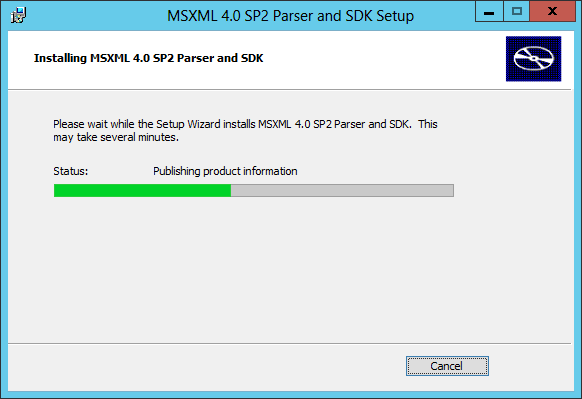 MSXML 4.0 SP2 Parser and SDK Setup
Installing MSXML 4.0 SP2 Parser and SDK
Please wait while the Setup Wizard installs MSXML 4.0 SP2 Parser and SDK. This
may take several minutes.
Status: Publishing product information
Cancel